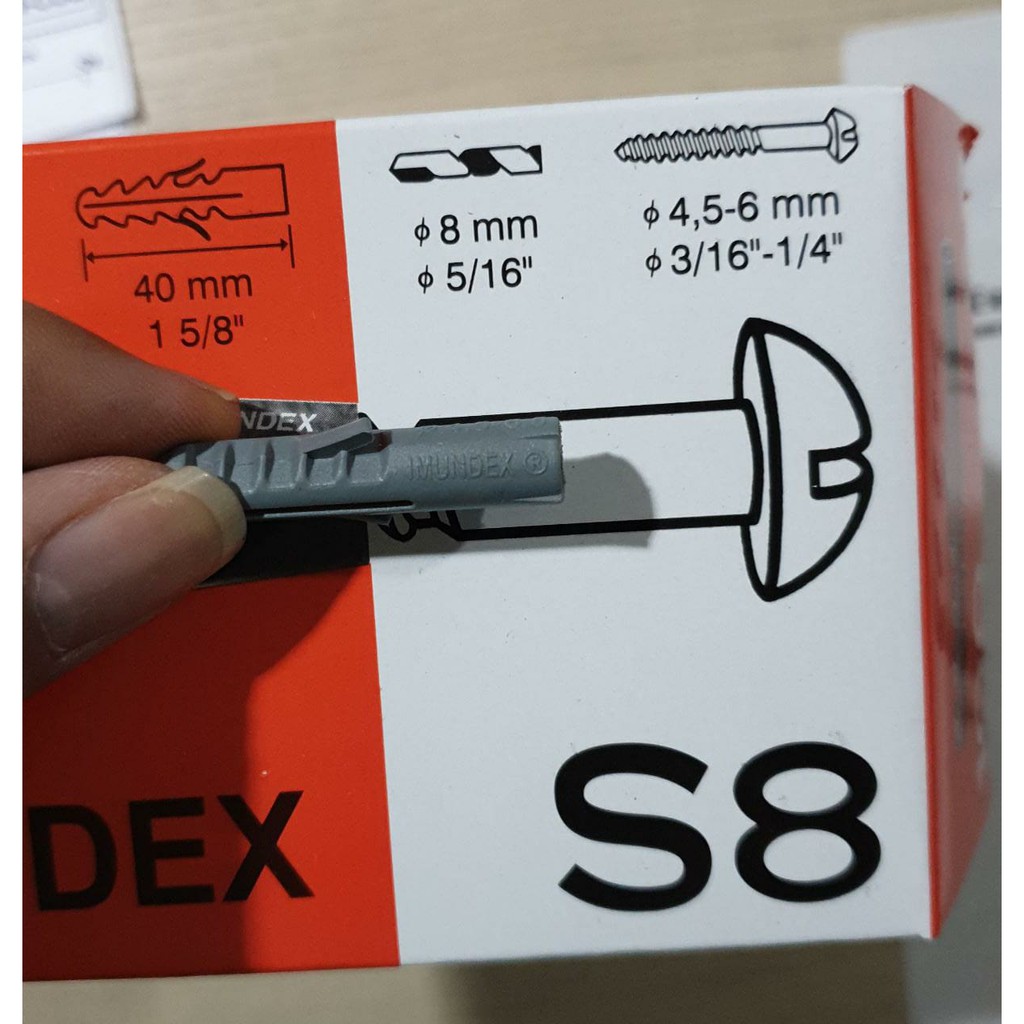 40 mm
1 5/8"
ϕ 8 mm
ϕ 5/16"
ϕ 4,5-6 mm
ϕ 3/16"-1/4"
NDEX
IMUNDEX ®
DEX
S8